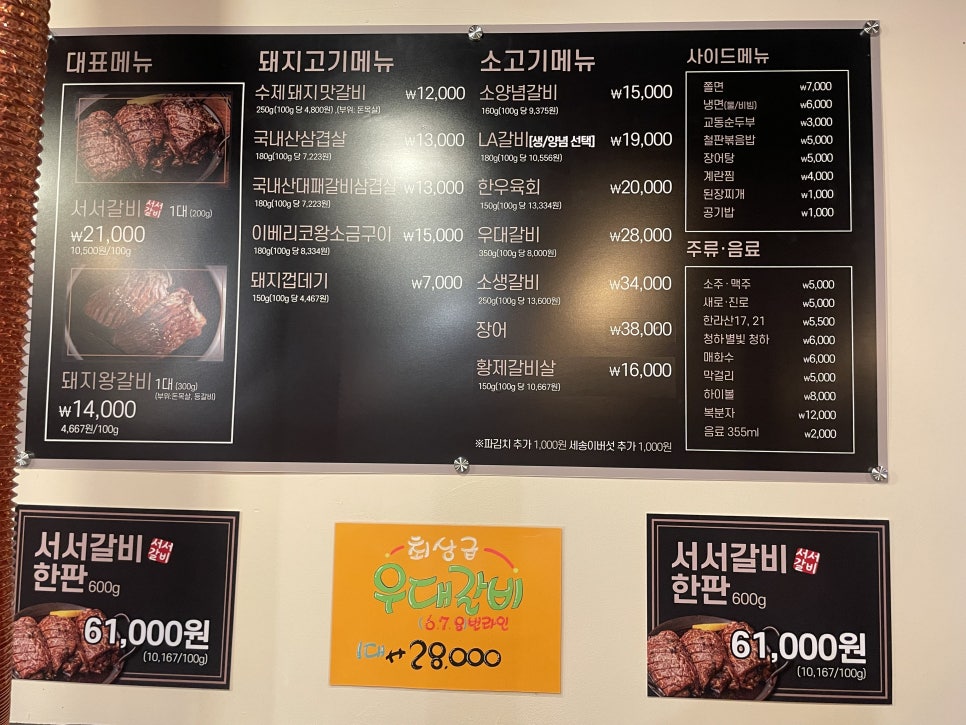 대표메뉴
서서갈비 서서갈비 1대 (200g)
₩21,000
10,500원/100g
돼지왕갈비 1대 (300g)
(부위:돈목살, 등갈비)
₩14,000
4,667원/100g
돼지고기메뉴
수제돼지맛갈비 ₩12,000
250g(100g 당 4,800원) ,(부위: 돈목살)
국내산삼겹살 ₩13,000
180g(100g 당 7,223원)
국내산대패갈비삼겹살 ₩13,000
180g(100g 당 7,223원)
이베리코왕소금구이 ₩15,000
180g(100g 당 8,334원)
돼지껍데기 ₩7,000
150g(100g 당 4,467원)
소고기메뉴
소양념갈비 ₩15,000
160g(100g 당 9,375원)
LA갈비[생/양념 선택] ₩19,000
180g(100g 당 10,556원)
한우육회 ₩20,000
150g(100g 당 13,334원)
우대갈비 ₩28,000
350g(100g 당 8,000원)
소생갈비 ₩34,000
250g(100g 당 13,600원)
장어 ₩38,000
황제갈비살 ₩16,000
150g(100g 당 10,667원)
※파김치 추가 1,000원 세송이버섯 추가 1,000원
사이드메뉴
쫄면 ₩7,000
냉면(물/비빔) ₩6,000
교동순두부 ₩3,000
철판볶음밥 ₩5,000
장어탕 ₩5,000
계란찜 ₩4,000
된장찌개 ₩1,000
공기밥 ₩1,000
주류·음료
소주·맥주 ₩5,000
새로·진로 ₩5,000
한라산17, 21 ₩5,500
청하별빛 청하 ₩6,000
매화수 ₩6,000
막걸리 ₩5,000
하이볼 ₩8,000
복분자 ₩12,000
음료 355ml ₩2,000
서서갈비 서서갈비
한판 600g
61,000원
(10,167/100g)
최상급
우대갈비
(6.7.8)번라인
1대 28.000
서서갈비 서서갈비
한판 600g
61,000원
(10,167/100g)